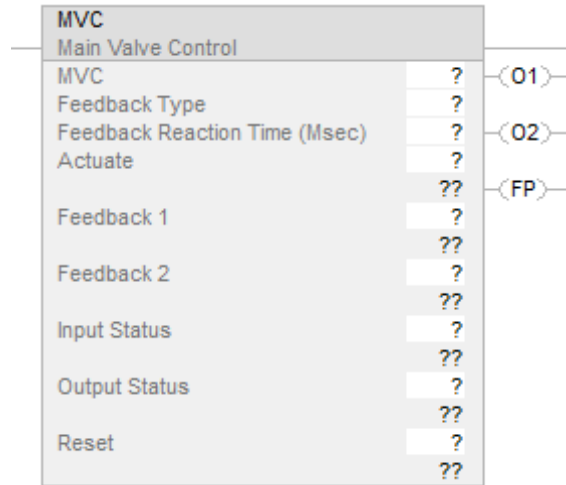 MVC
Main Valve Control
MVC ? (O1)
Feedback Type ?
Feedback Reaction Time (Msec) ? (O2)
Actuate ?
?? (FP)
Feedback 1 ?
??
Feedback 2 ?
??
Input Status ?
??
Output Status ?
??
Reset ?
??